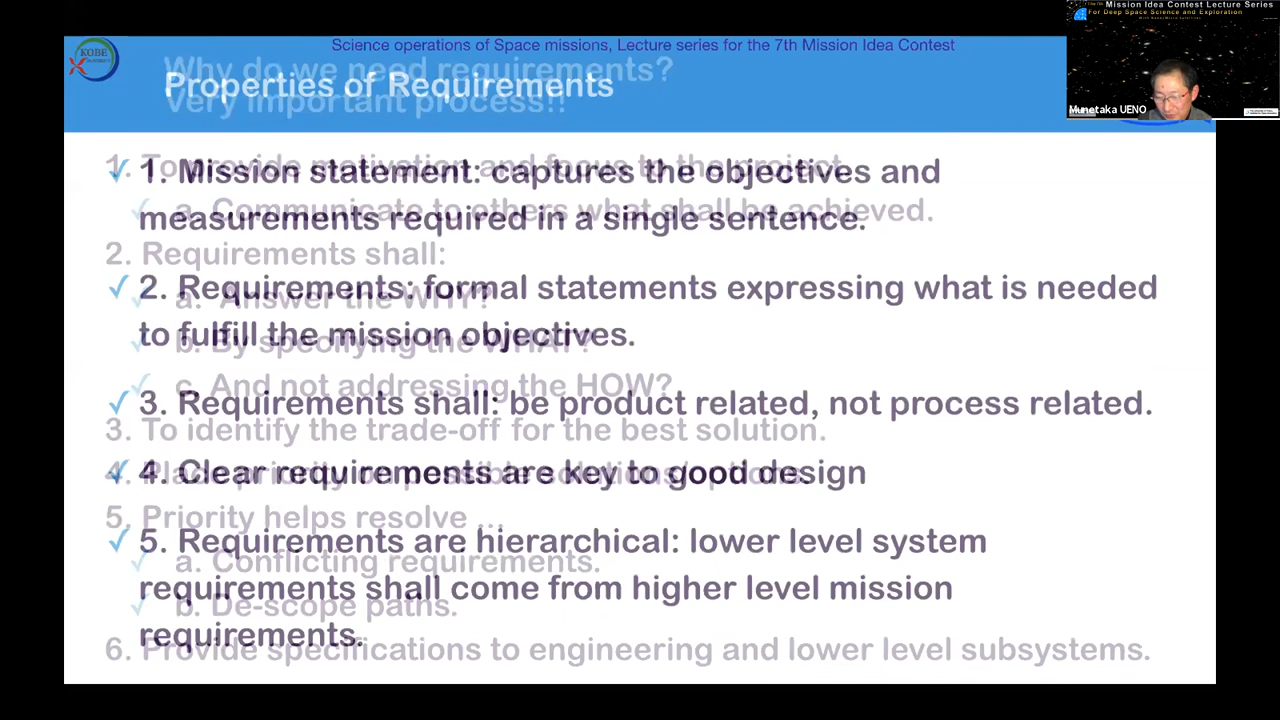 Mission Idea Contest Lecture Series
For Deep Space Science and Exploration
Science operations of Space missions, Lecture series for the 7th Mission Idea Contest
KOBE
Munetaka UENO
Why do we need requirements?
Properties of Requirements
Very important process!!
1. To provide motivation and focus to the project.
✓ 1. Mission statement: captures the objectives and
✓ a. Communicate to others what shall be achieved.
measurements required in a single sentence.
2. Requirements shall:
✓ 2. Requirements: formal statements expressing what is needed
✓ a. Answer the WHY?
to fulfill the mission objectives.
✓ b. By specifying the WHAT?
✓ c. And not addressing the HOW?
✓ 3. Requirements shall: be product related, not process related.
3. To identify the trade-off for the best solution.
✓ 4. Clear requirements are key to good design
4. Place priority on possible solutions/options.
5. Priority helps resolve ...
✓ 5. Requirements are hierarchical: lower level system
✓ a. Conflicting requirements.
requirements shall come from higher level mission
✓ b. De-scope paths.
requirements.
6. Provide specifications to engineering and lower level subsystems.